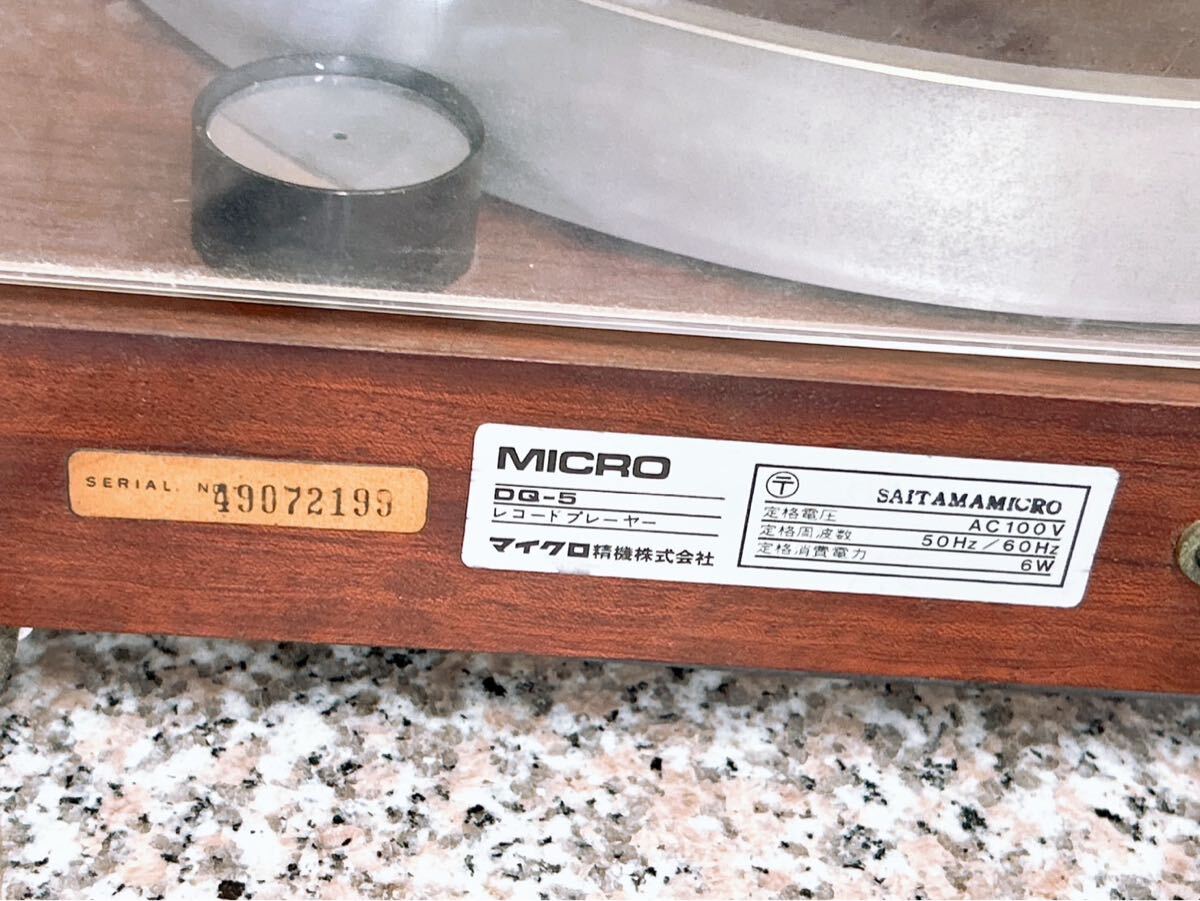 SERIAL. NO
49072199
MICRO
DQ-5
レコードプレーヤー
マイクロ精機株式会社
〒 SAITAMAMICRO
定格電圧 AC100V
定格周波数 50Hz/60Hz
定格消費電力 6W